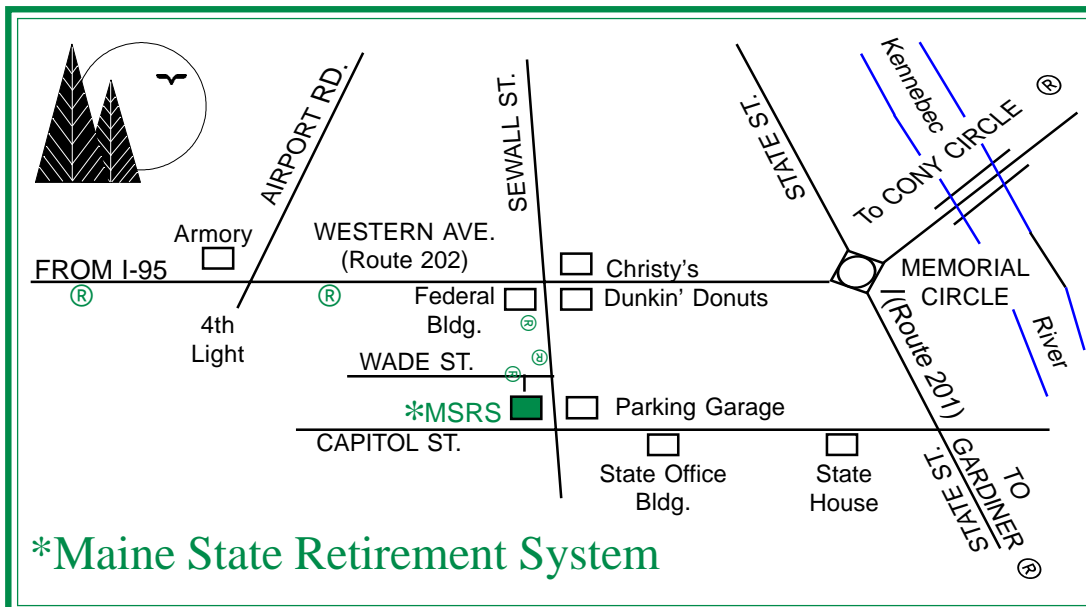 AIRPORT RD.
SEWALL ST.
STATE ST.
Kennebec
To CONY CIRCLE ®
Armory
WESTERN AVE.
(Route 202)
FROM I-95
®
®
Christy's
MEMORIAL
CIRCLE
Federal
Bldg.
Dunkin' Donuts
4th
Light
®
®
®
(Route 201)
River
WADE ST.
*MSRS
Parking Garage
CAPITOL ST.
State Office
Bldg.
State
House
TO
GARDINER ®
STATE ST.
*Maine State Retirement System